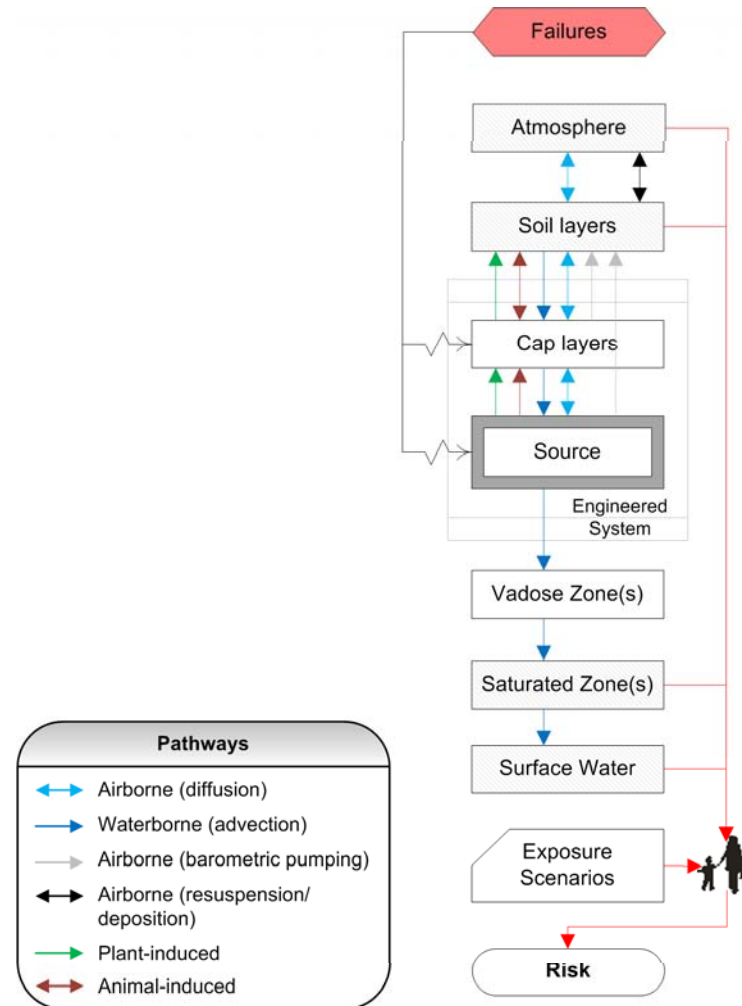 Failures
Atmosphere
Soil layers
Cap layers
Source
Engineered
System
Vadose Zone(s)
Saturated Zone(s)
Surface Water
Exposure
Scenarios
Risk
Pathways
Airborne (diffusion)
Waterborne (advection)
Airborne (barometric pumping)
Airborne (resuspension/
deposition)
Plant-induced
Animal-induced